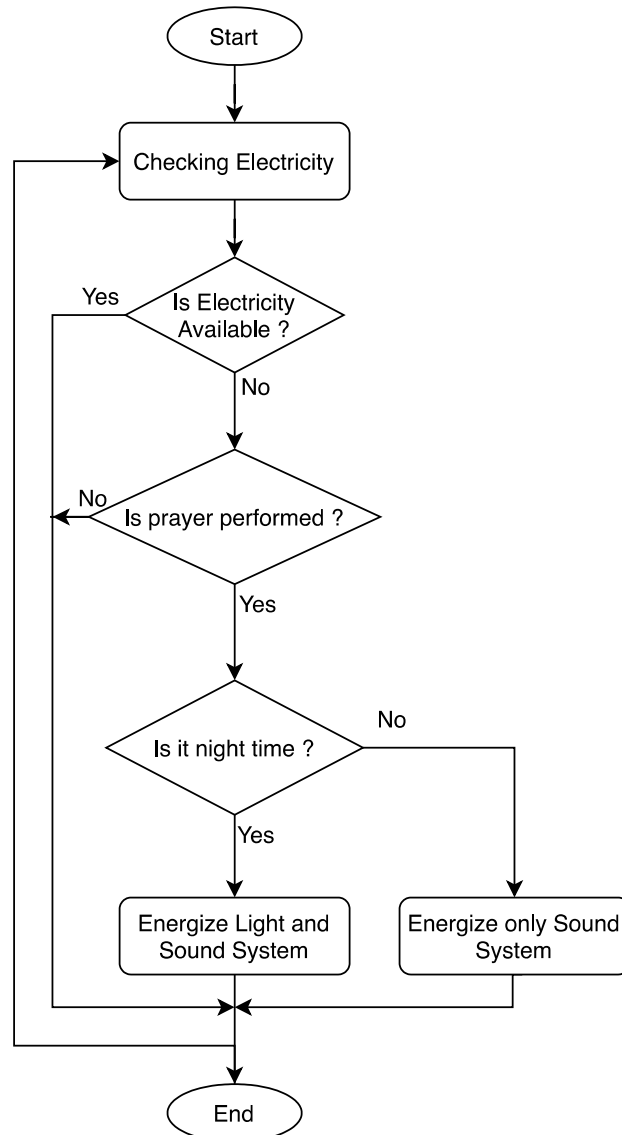 Start
Checking Electricity
Yes
Is Electricity
Available ?
No
No
Is prayer performed ?
Yes
Is it night time ?
No
Yes
Energize Light and
Sound System
Energize only Sound
System
End